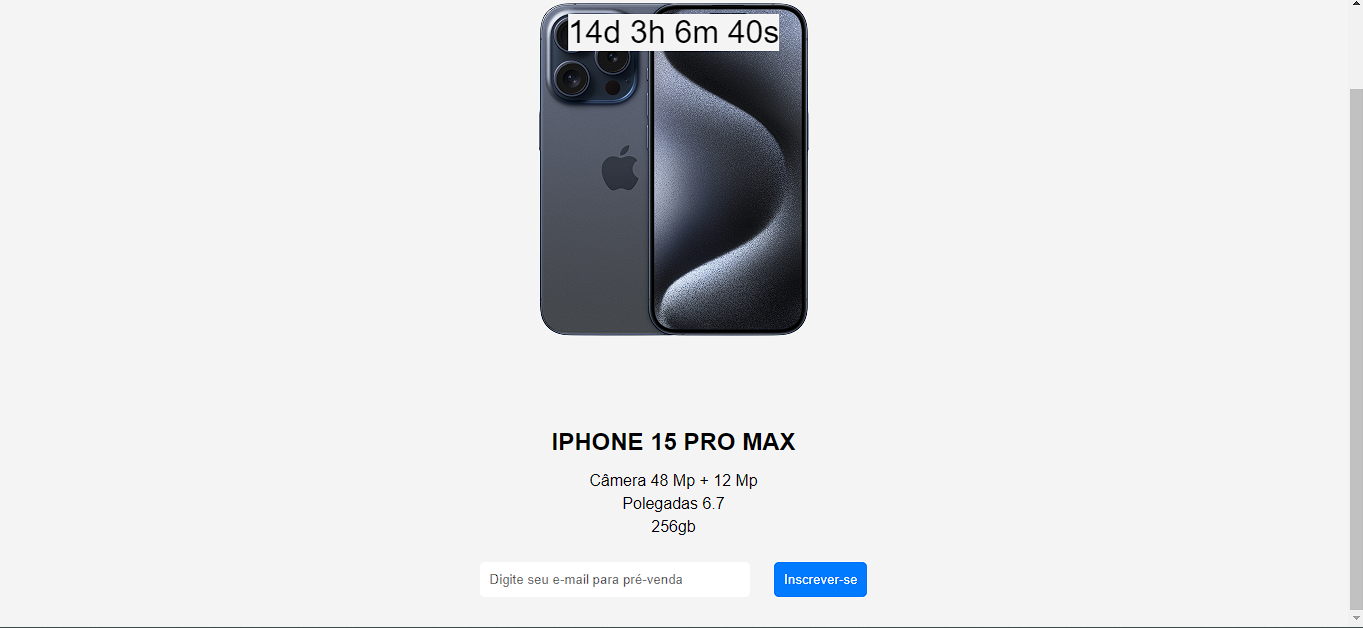 14d 3h 6m 40s
IPHONE 15 PRO MAX
Câmera 48 Mp + 12 Mp
Polegadas 6.7
256gb
Digite seu e-mail para pré-venda
Inscrever-se